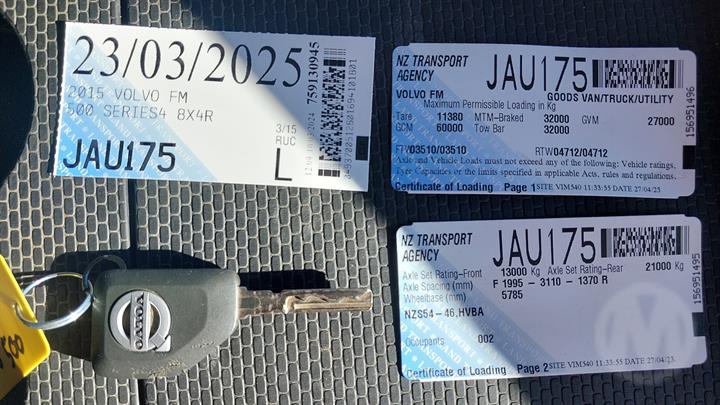 23/03/2025
2015 VOLVO FM
500 SERIES4 8X4R
3/15
RUC
JAU175
L
759130945
NZ TRANSPORT
AGENCY
JAU175
VOLVO FM
GOODS VAN/TRUCK/UTILITY
Maximum Permissible Loading in Kg
Tare 11380 MTM-Braked 32000 GVM 27000
GCM 60000 Tow Bar 32000
FTW03510/03510 RTW04712/04712
Axle and Vehicle Loads must not exceed any of the following: Vehicle ratings,
Tyre Capacities or the limits specified in applicable Acts, rules and regulations.
Certificate of Loading Page 1 SITE VIM540 11:33:55 DATE 27/04/23
156951496
NZ TRANSPORT
AGENCY
JAU175
Axle Set Rating-Front 13000 Kg Axle Set Rating-Rear 21000 Kg
Axle Spacing (mm) F 1995 - 3110 - 1370 R
Wheelbase (mm) 5785
NZS54-46,HVBA
Occupants 002
Certificate of Loading Page 2 SITE VIM540 11:33:55 DATE 27/04/23
156951495
VOLVO
500